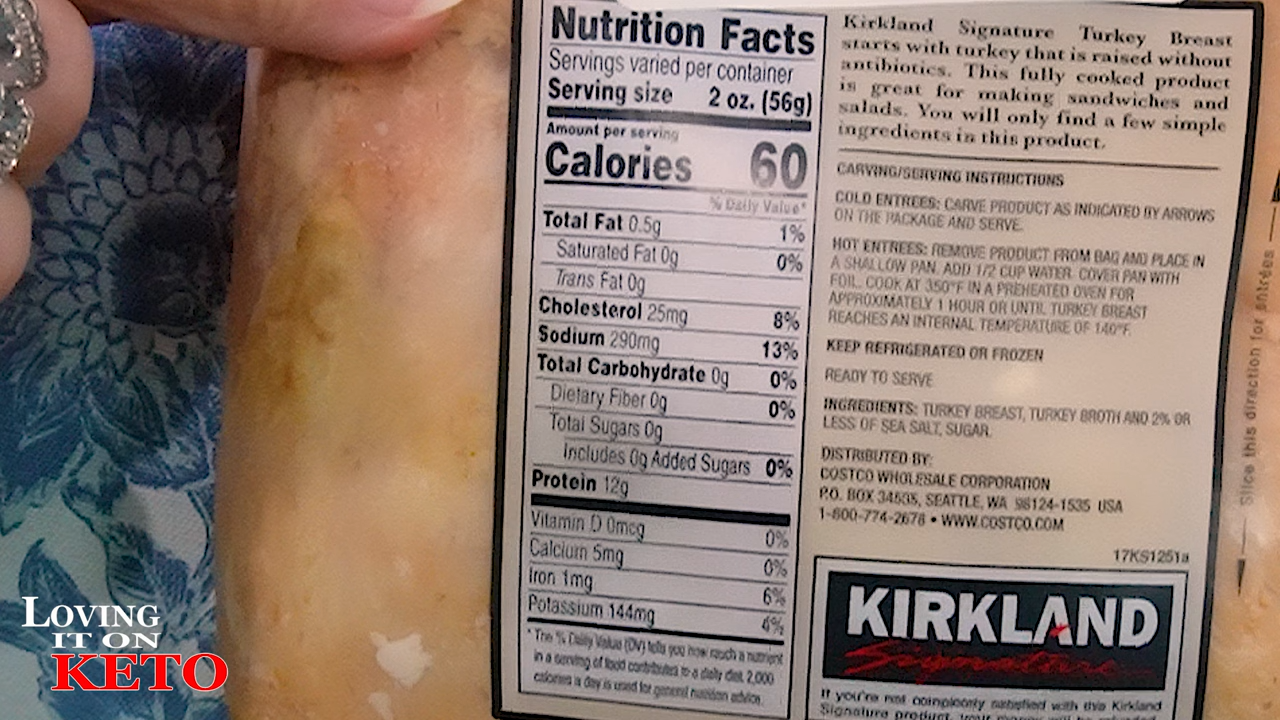 Nutrition Facts
Servings varied per container
Serving size 2 oz. (56g)
Amount per serving
Calories 60
% Daily Value*
Total Fat 0.5g 1%
Saturated Fat 0g 0%
Trans Fat 0g
Cholesterol 25mg 8%
Sodium 290mg 13%
Total Carbohydrate 0g 0%
Dietary Fiber 0g 0%
Total Sugars 0g
Includes 0g Added Sugars 0%
Protein 12g
Vitamin D 0mcg 0%
Calcium 5mg 0%
Iron 1mg 6%
Potassium 144mg 4%
* The % Daily Value (DV) tells you how much a nutrient
in a serving of food contributes to a daily diet. 2,000
calories a day is used for general nutrition advice.
Kirkland Signature Turkey Breast
starts with turkey that is raised without
antibiotics. This fully cooked product
is great for making sandwiches and
salads. You will only find a few simple
ingredients in this product.
CARVING/SERVING INSTRUCTIONS
COLD ENTREES: CARVE PRODUCT AS INDICATED BY ARROWS
ON THE PACKAGE AND SERVE.
HOT ENTREES: REMOVE PRODUCT FROM BAG AND PLACE IN
A SHALLOW PAN. ADD 1/2 CUP WATER. COVER PAN WITH
FOIL. COOK AT 350°F IN A PREHEATED OVEN FOR
APPROXIMATELY 1 HOUR OR UNTIL TURKEY BREAST
REACHES AN INTERNAL TEMPERATURE OF 140°F.
KEEP REFRIGERATED OR FROZEN
READY TO SERVE
INGREDIENTS: TURKEY BREAST, TURKEY BROTH AND 2% OR
LESS OF SEA SALT, SUGAR.
DISTRIBUTED BY:
COSTCO WHOLESALE CORPORATION
P.O. BOX 34535, SEATTLE, WA 98124-1535 USA
1-800-774-2678 • WWW.COSTCO.COM
17KS1251a
KIRKLAND
Signature
If you're not completely satisfied with this Kirkland
Signature product, your money will be
Slice this direction for entrées
LOVING
IT ON
KETO